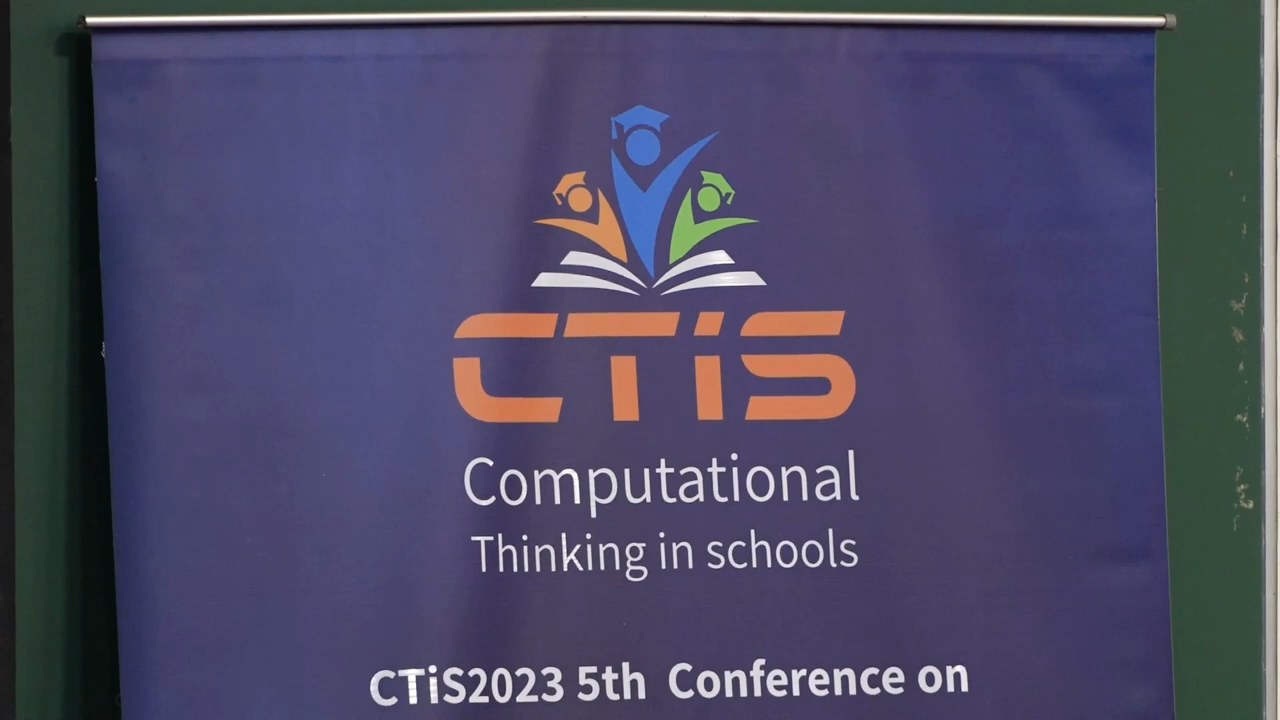 CTiS
Computational
Thinking in schools
CTiS2023 5th Conference on